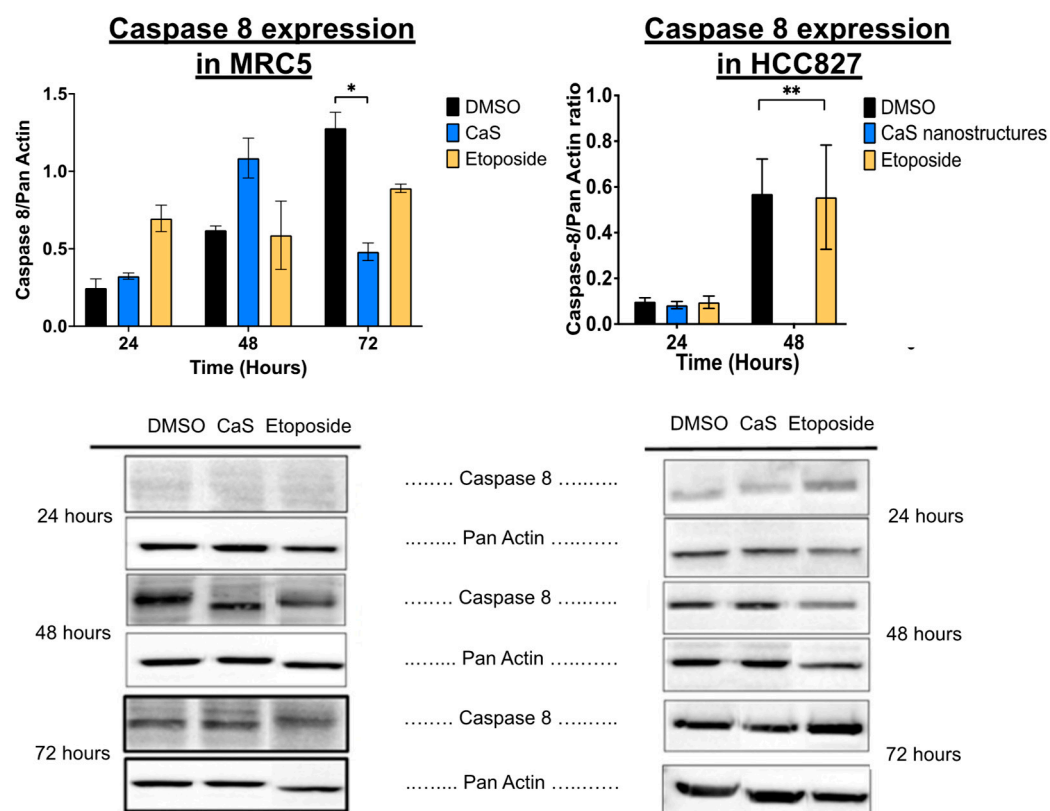 Caspase 8 expression
in MRC5
Caspase 8/Pan Actin
1.5
1.0
0.5
0.0
*
DMSO
CaS
Etoposide
24 48 72
Time (Hours)
Caspase 8 expression
in HCC827
Caspase-8/Pan Actin ratio
1.0
0.8
0.6
0.4
0.2
0.0
**
DMSO
CaS nanostructures
Etoposide
24 48
Time (Hours)
DMSO CaS Etoposide
DMSO CaS Etoposide
........ Caspase 8 ..........
24 hours
24 hours
......... Pan Actin ..........
........ Caspase 8 ..........
48 hours
48 hours
......... Pan Actin ..........
........ Caspase 8 ..........
72 hours
72 hours
......... Pan Actin ..........